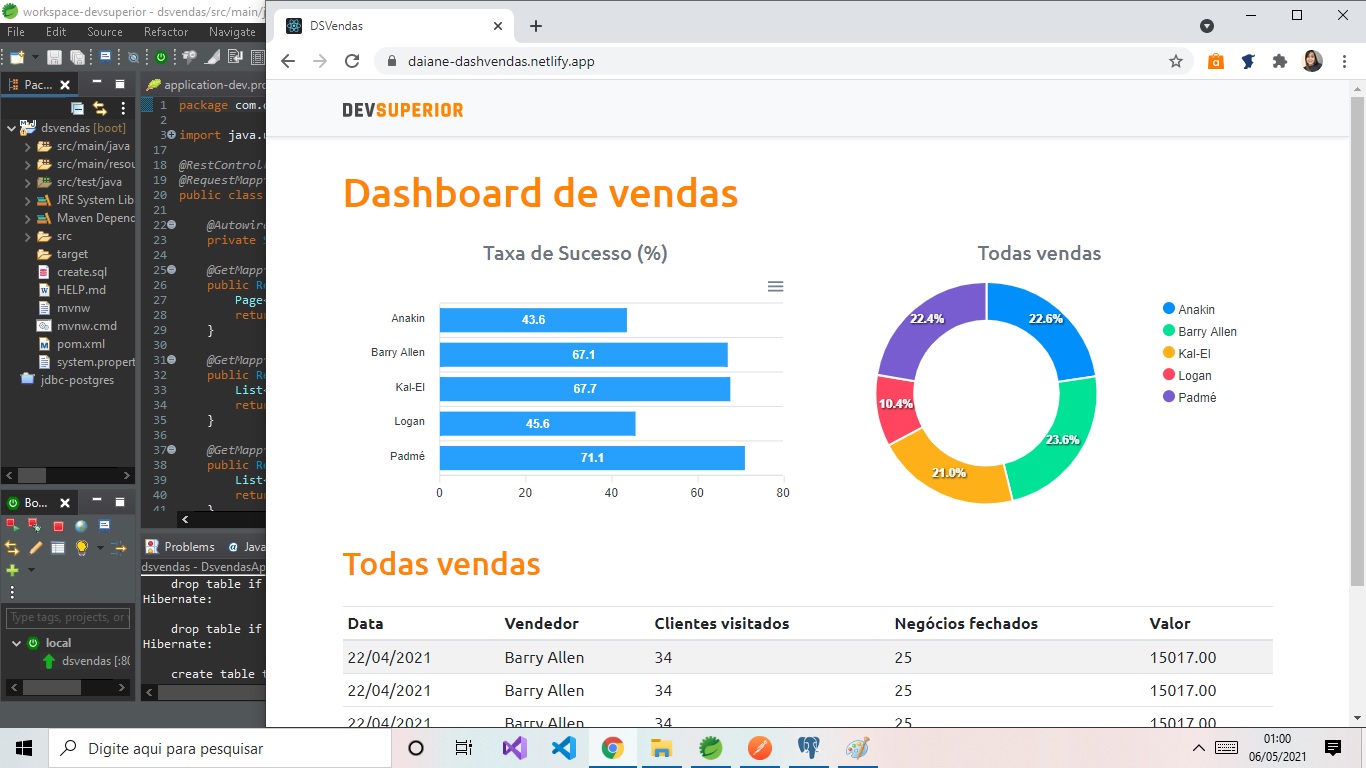 workspace-devsuperior - dsvendas/src/main/j
File Edit Source Refactor Navigate
Pac...
dsvendas [boot]
src/main/java
src/main/resou
src/test/java
JRE System Lib
Maven Depend
src
target
create.sql
HELP.md
mvnw
mvnw.cmd
pom.xml
system.propert
jdbc-postgres
Bo...
Type tags, projects, or
local
dsvendas [:80
application-dev.pro
1 package com.
2
3 import java.
17
18 @RestControl
19 @RequestMapp
20 public class
21
22 @Autowire
23 private S
24
25 @GetMapp
26 public Re
27 Page
28 retu
29 }
30
31 @GetMapp
32 public Re
33 List
34 retu
35 }
36
37 @GetMapp
38 public Re
39 List
40 retu
41 }
Problems @ Java
dsvendas - DsvendasAp
drop table if
Hibernate:
drop table if
Hibernate:
create table t
DSVendas
daiane-dashvendas.netlify.app
DEVSUPERIOR
Dashboard de vendas
Taxa de Sucesso (%)
Anakin 43.6
Barry Allen 67.1
Kal-El 67.7
Logan 45.6
Padmé 71.1
0 20 40 60 80
Todas vendas
22.4% 22.6%
10.4%
23.6%
21.0%
Anakin
Barry Allen
Kal-El
Logan
Padmé
Todas vendas
Data Vendedor Clientes visitados Negócios fechados Valor
22/04/2021 Barry Allen 34 25 15017.00
22/04/2021 Barry Allen 34 25 15017.00
22/04/2021 Barry Allen 34 25 15017.00
Digite aqui para pesquisar
01:00
06/05/2021